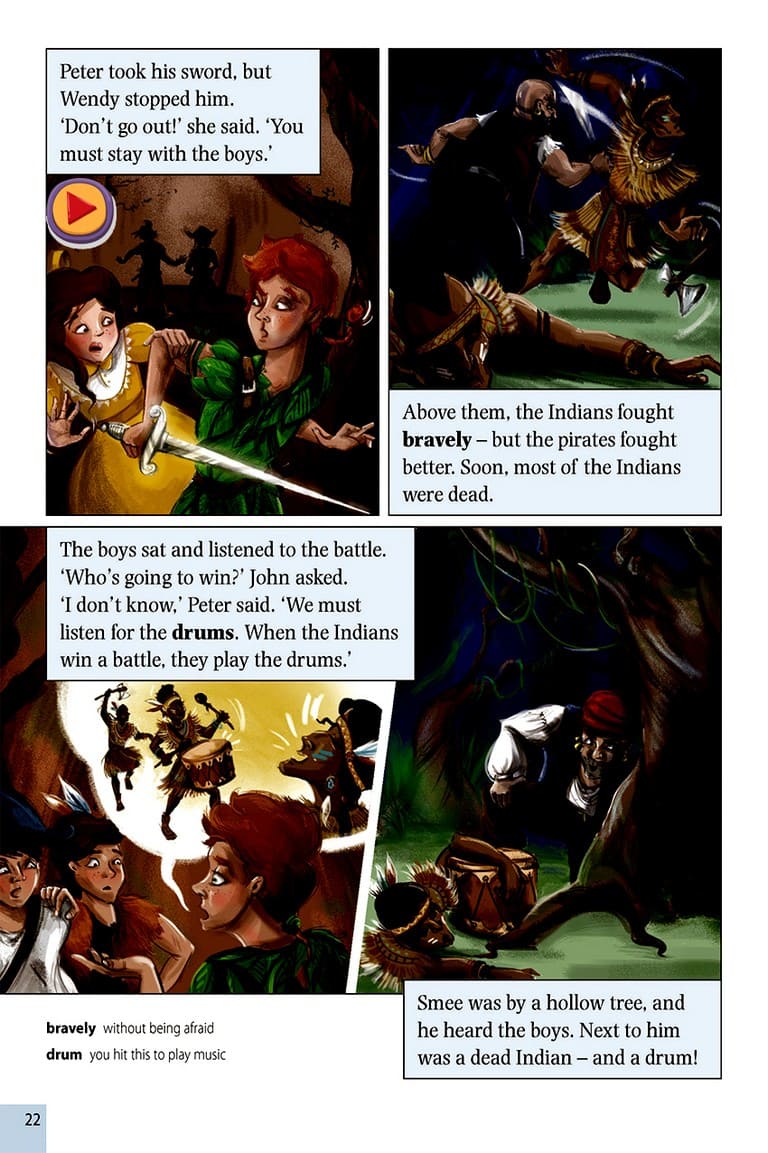 Peter took his sword, but
Wendy stopped him.
‘Don’t go out!’ she said. ‘You
must stay with the boys.’
Above them, the Indians fought
bravely – but the pirates fought
better. Soon, most of the Indians
were dead.
The boys sat and listened to the battle.
‘Who’s going to win?’ John asked.
‘I don’t know,’ Peter said. ‘We must
listen for the drums. When the Indians
win a battle, they play the drums.’
Smee was by a hollow tree, and
he heard the boys. Next to him
was a dead Indian – and a drum!
bravely without being afraid
drum you hit this to play music
22